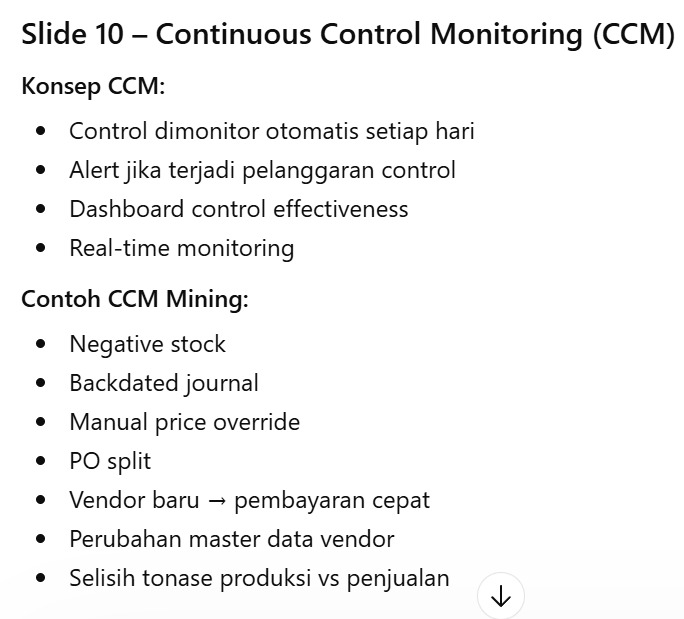 Slide 10 – Continuous Control Monitoring (CCM)
Konsep CCM:
• Control dimonitor otomatis setiap hari
• Alert jika terjadi pelanggaran control
• Dashboard control effectiveness
• Real-time monitoring
Contoh CCM Mining:
• Negative stock
• Backdated journal
• Manual price override
• PO split
• Vendor baru → pembayaran cepat
• Perubahan master data vendor
• Selisih tonase produksi vs penjualan